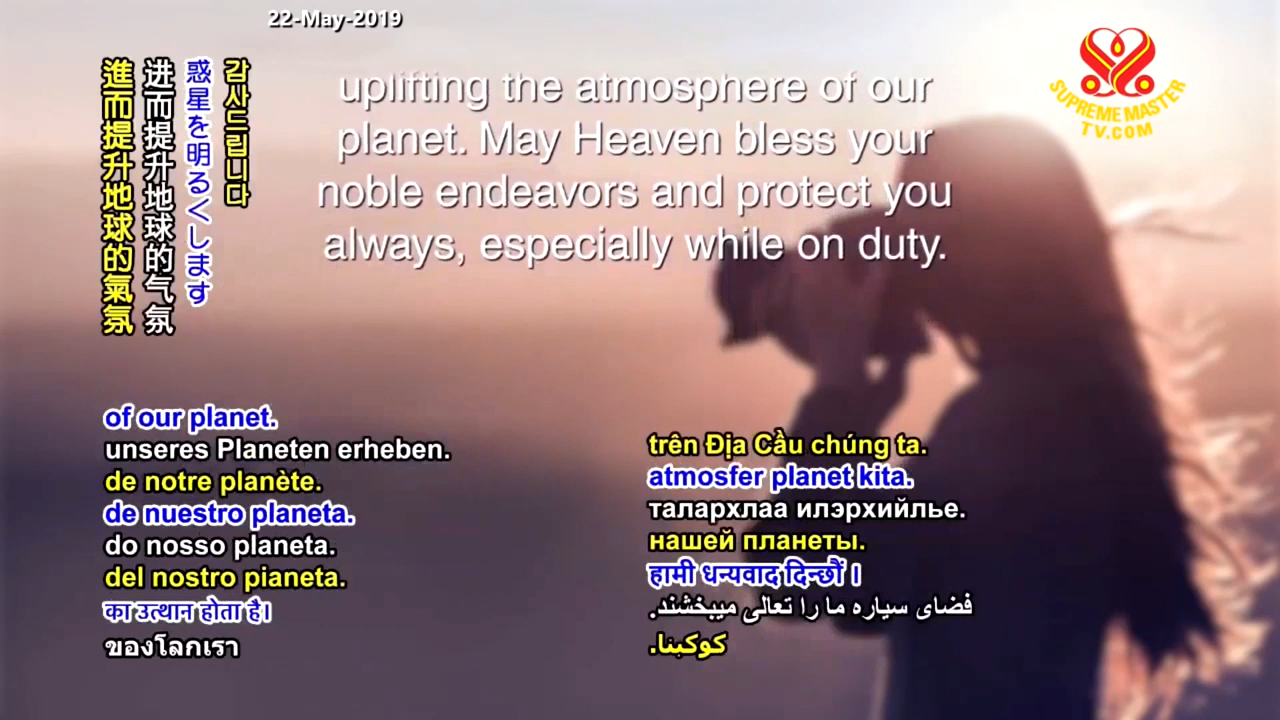 22-May-2019
SUPREME MASTER
TV.COM
uplifting the atmosphere of our
planet. May Heaven bless your
noble endeavors and protect you
always, especially while on duty.
감사드립니다
惑星を明るくします
进而提升地球的气氛
進而提升地球的氣氛
of our planet.
unseres Planeten erheben.
de notre planète.
de nuestro planeta.
do nosso planeta.
del nostro pianeta.
का उत्थान होता है।
ของโลกเรา
trên Địa Cầu chúng ta.
atmosfer planet kita.
талархлаа илэрхийлье.
нашей планеты.
हामी धन्यवाद दिन्छौं ।
فضای سیاره ما را تعالی میبخشند.
كوكبنا.